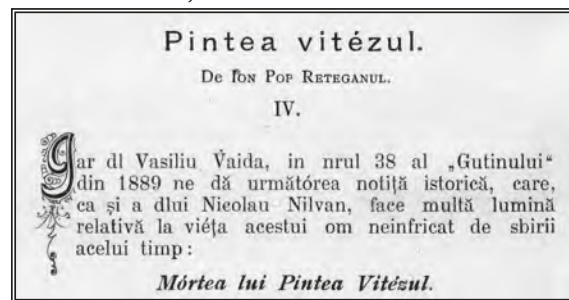 Pintea vitézul.
De Ion Pop Reteganul.
IV.
Iar dl Vasiliu Vaida, in nrul 38 al „Gutinului“
din 1889 ne dă următórea notiță istorică, care,
ca și a dlui Nicolau Nilvan, face multă lumină
relativă la viéța acestui om neinfricat de sbirii
acelui timp:
Mórtea lui Pintea Vitézul.